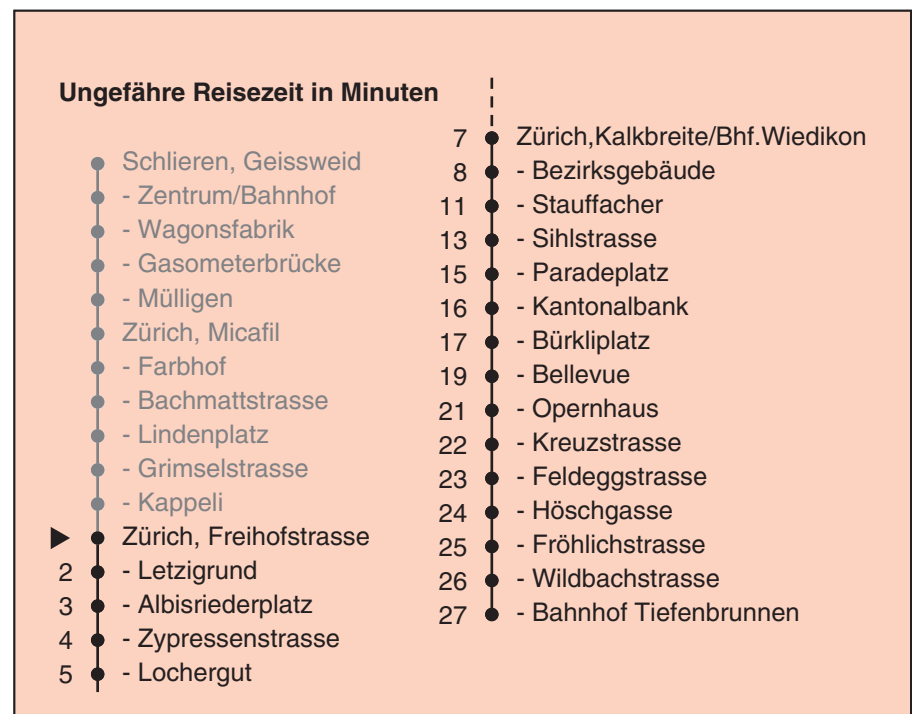 Ungefähre Reisezeit in Minuten
Schlieren, Geissweid
- Zentrum/Bahnhof
- Wagonsfabrik
- Gasometerbrücke
- Mülligen
Zürich, Micafil
- Farbhof
- Bachmattstrasse
- Lindenplatz
- Grimselstrasse
- Kappeli
Zürich, Freihofstrasse
2 - Letzigrund
3 - Albisriederplatz
4 - Zypressenstrasse
5 - Lochergut
7 Zürich,Kalkbreite/Bhf.Wiedikon
8 - Bezirksgebäude
11 - Stauffacher
13 - Sihlstrasse
15 - Paradeplatz
16 - Kantonalbank
17 - Bürkliplatz
19 - Bellevue
21 - Opernhaus
22 - Kreuzstrasse
23 - Feldeggstrasse
24 - Höschgasse
25 - Fröhlichstrasse
26 - Wildbachstrasse
27 - Bahnhof Tiefenbrunnen